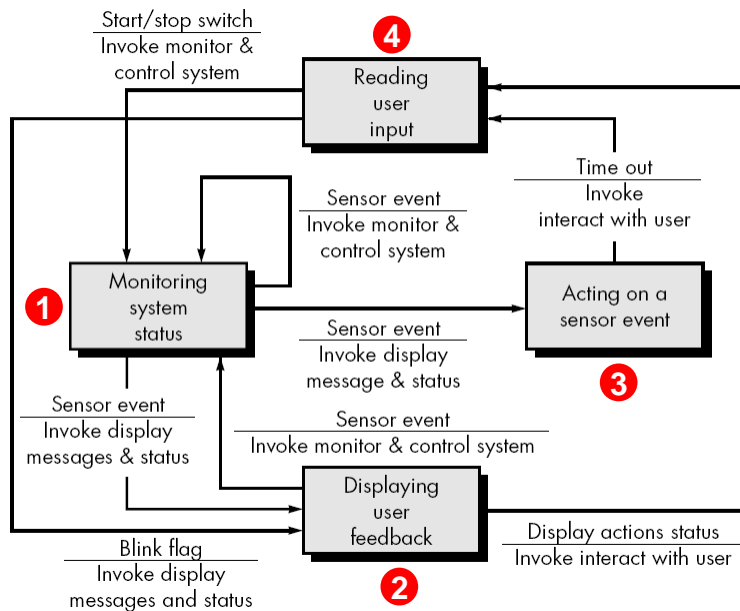 Start/stop switch
Invoke monitor &
control system
4
Reading
user
input
Time out
Invoke
interact with user
Sensor event
Invoke monitor &
control system
1
Monitoring
system
status
Acting on a
sensor event
3
Sensor event
Invoke display
message & status
Sensor event
Invoke display
messages & status
Sensor event
Invoke monitor & control system
Displaying
user
feedback
2
Blink flag
Invoke display
messages and status
Display actions status
Invoke interact with user